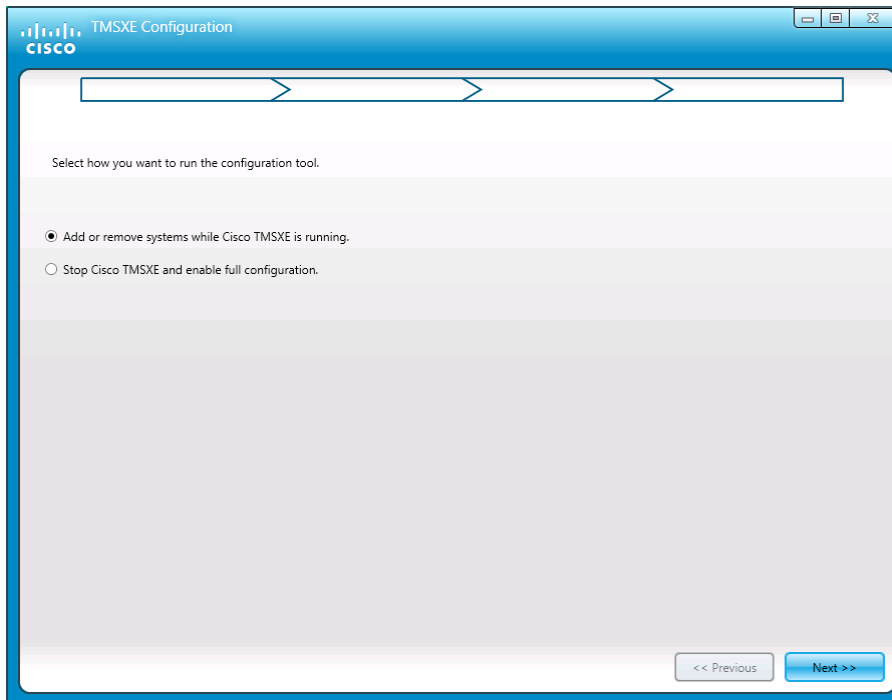 TMSXE Configuration
CISCO
Select how you want to run the configuration tool.
Add or remove systems while Cisco TMSXE is running.
Stop Cisco TMSXE and enable full configuration.
<< Previous
Next >>